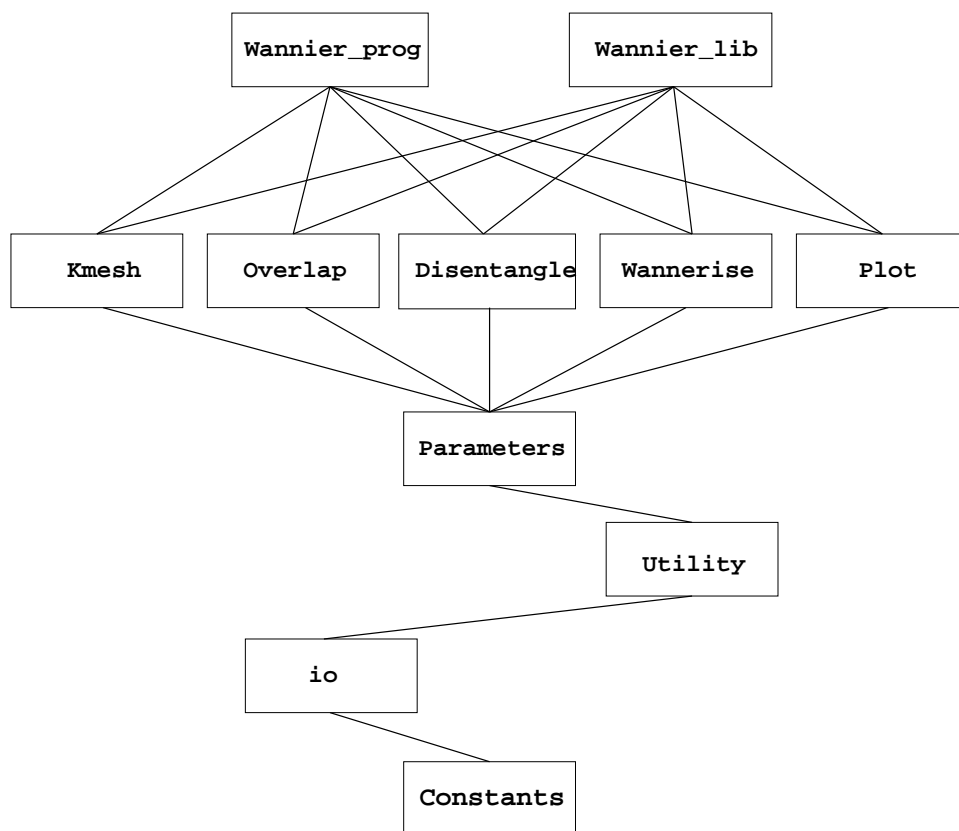 Wannier_prog
Wannier_lib
Kmesh
Overlap
Disentangle
Wannerise
Plot
Parameters
Utility
io
Constants